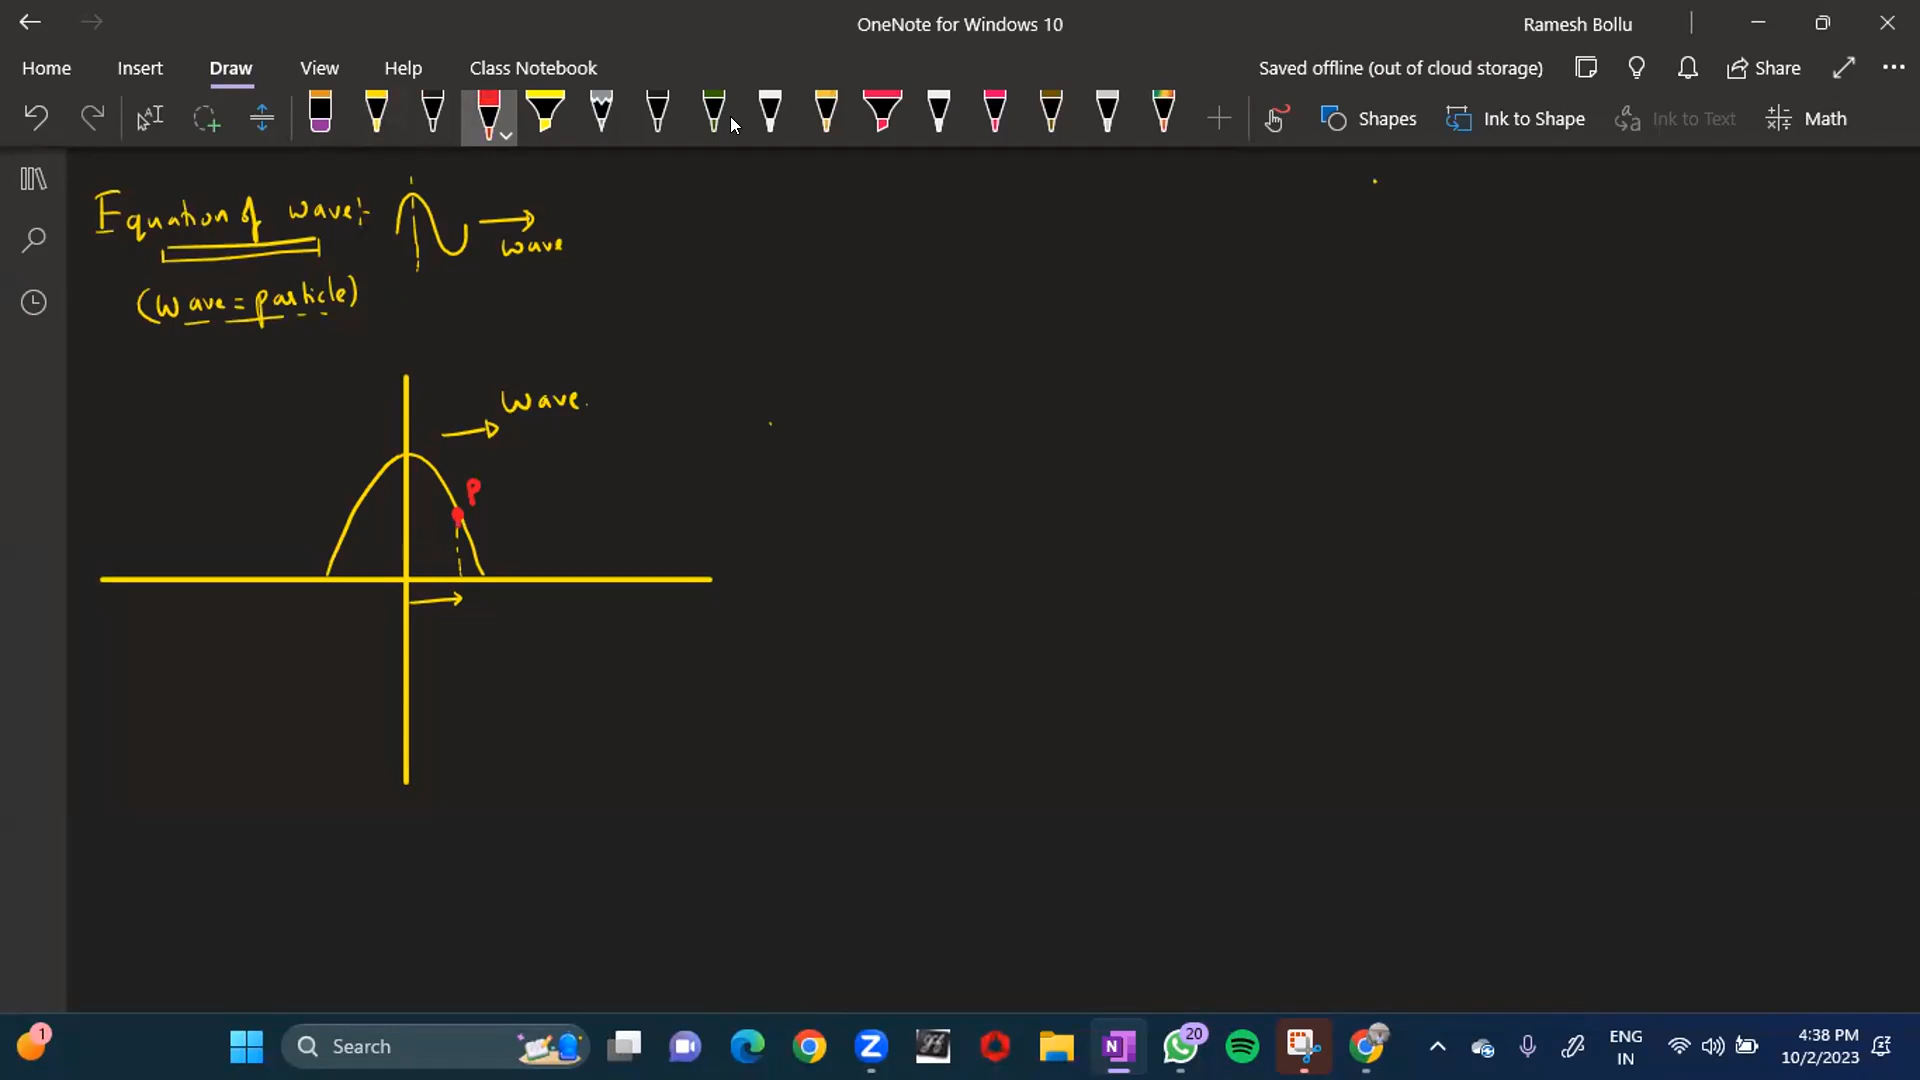 OneNote for Windows 10
Ramesh Bollu
Home Insert Draw View Help Class Notebook
Saved offline (out of cloud storage) Share
Shapes Ink to Shape Ink to Text Math
Equation of wave:-
wave
(wave = particle)
wave.
P
Search
20
1
ENG
IN
4:38 PM
10/2/2023